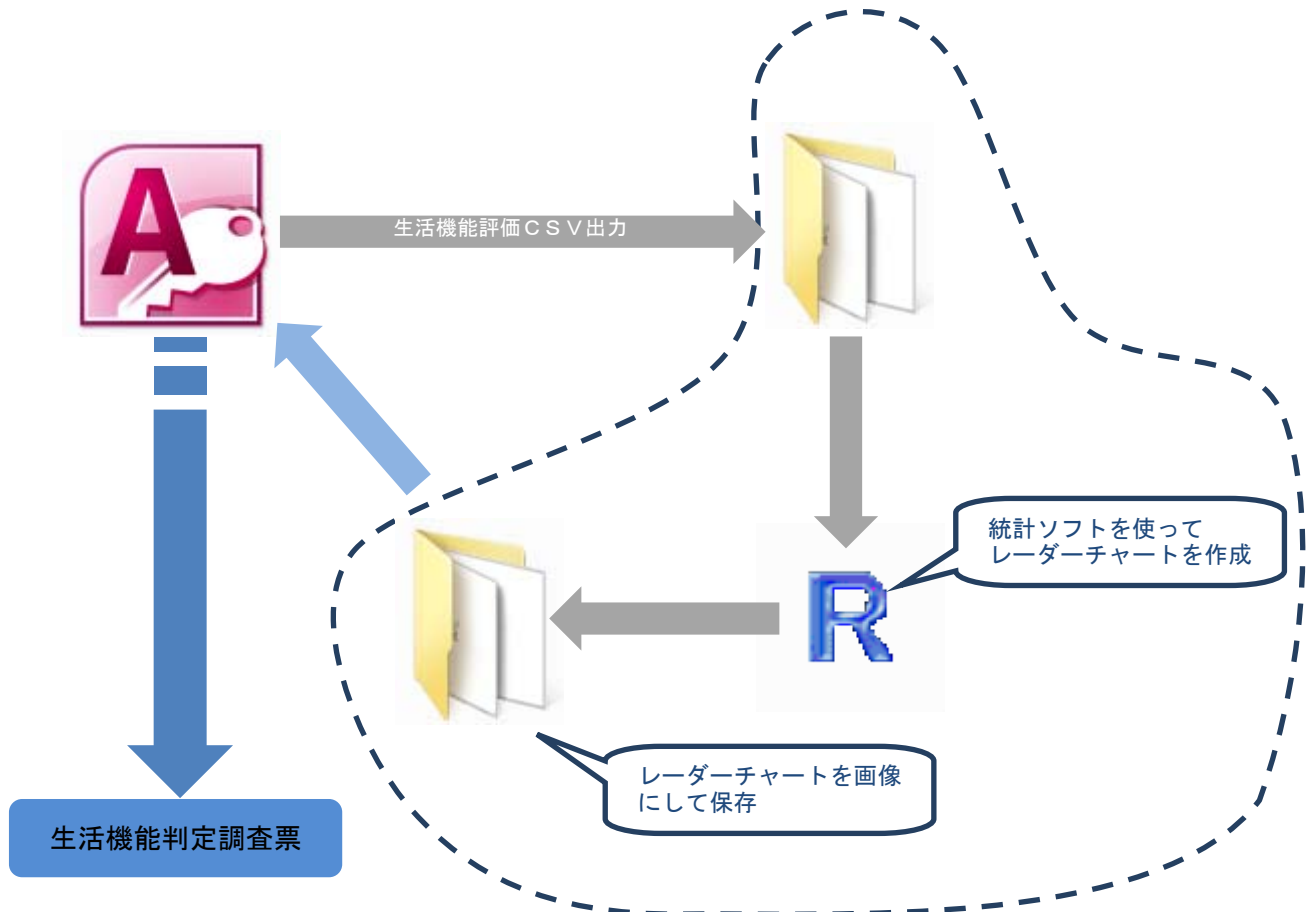 生活機能評価ＣＳＶ出力
統計ソフトを使って
レーダーチャートを作成
レーダーチャートを画像
にして保存
生活機能判定調査票